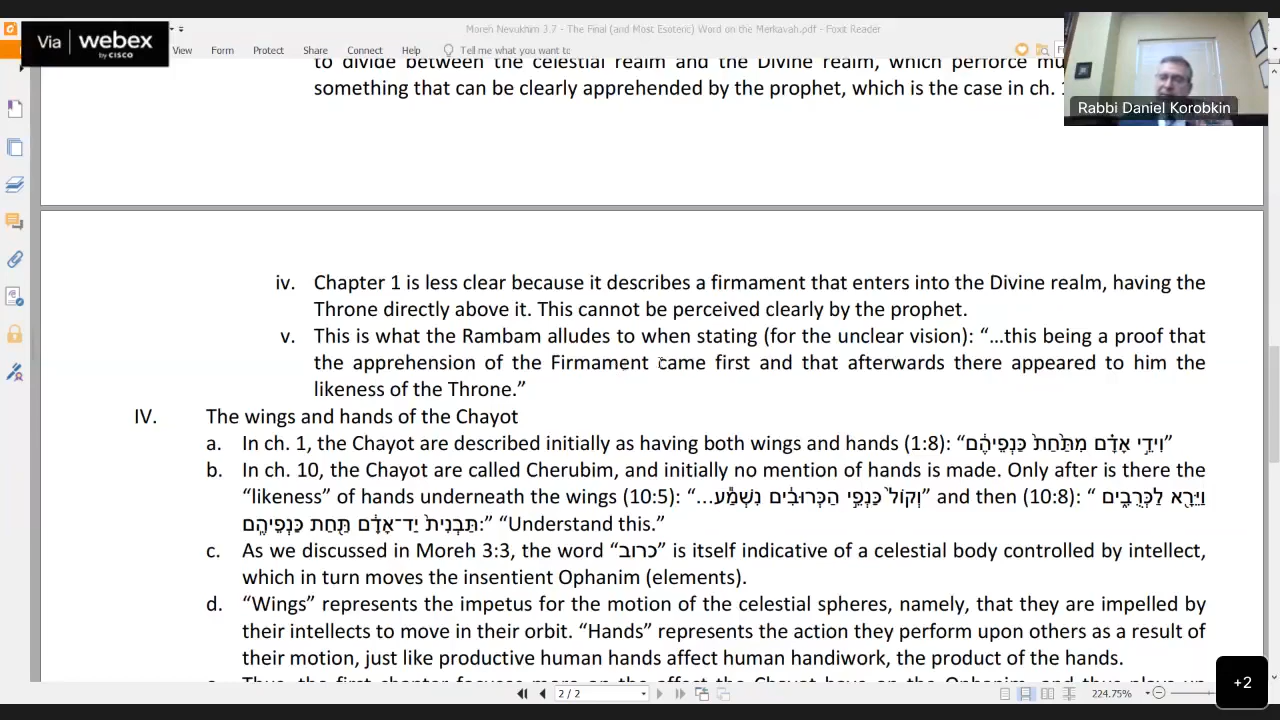 Via webex
by CISCO
Moreh Nevukhim 3.7 - The Final (and Most Esoteric) Word on the Merkavah.pdf - Foxit Reader
View Form Protect Share Connect Help Tell me what you want to
Rabbi Daniel Korobkin
to divide between the celestial realm and the Divine realm, which perforce
something that can be clearly apprehended by the prophet, which is the case in ch.
iv. Chapter 1 is less clear because it describes a firmament that enters into the Divine realm, having the
Throne directly above it. This cannot be perceived clearly by the prophet.
v. This is what the Rambam alludes to when stating (for the unclear vision): “…this being a proof that
the apprehension of the Firmament came first and that afterwards there appeared to him the
likeness of the Throne.”
IV. The wings and hands of the Chayot
a. In ch. 1, the Chayot are described initially as having both wings and hands (1:8): “וִידֵ֣י אָדָ֗ם מִתַּ֙חַת֙ כַּנְפֵיהֶ֔ם”
b. In ch. 10, the Chayot are called Cherubim, and initially no mention of hands is made. Only after is there the
“likeness” of hands underneath the wings (10:5): “וְקוֹל֙ כַּנְפֵ֣י הַכְּרוּבִ֔ים נִשְׁמַ֕ע...” and then (10:8): “וַיֵּרָ֖א לַכְּרֻבִ֑ים
תַּבְנִית֙ יַד־אָדָ֔ם תַּ֖חַת כַּנְפֵיהֶֽם:” “Understand this.”
c. As we discussed in Moreh 3:3, the word “כרוב” is itself indicative of a celestial body controlled by intellect,
which in turn moves the insentient Ophanim (elements).
d. “Wings” represents the impetus for the motion of the celestial spheres, namely, that they are impelled by
their intellects to move in their orbit. “Hands” represents the action they perform upon others as a result of
their motion, just like productive human hands affect human handiwork, the product of the hands.
2 / 2
224.75%
+2